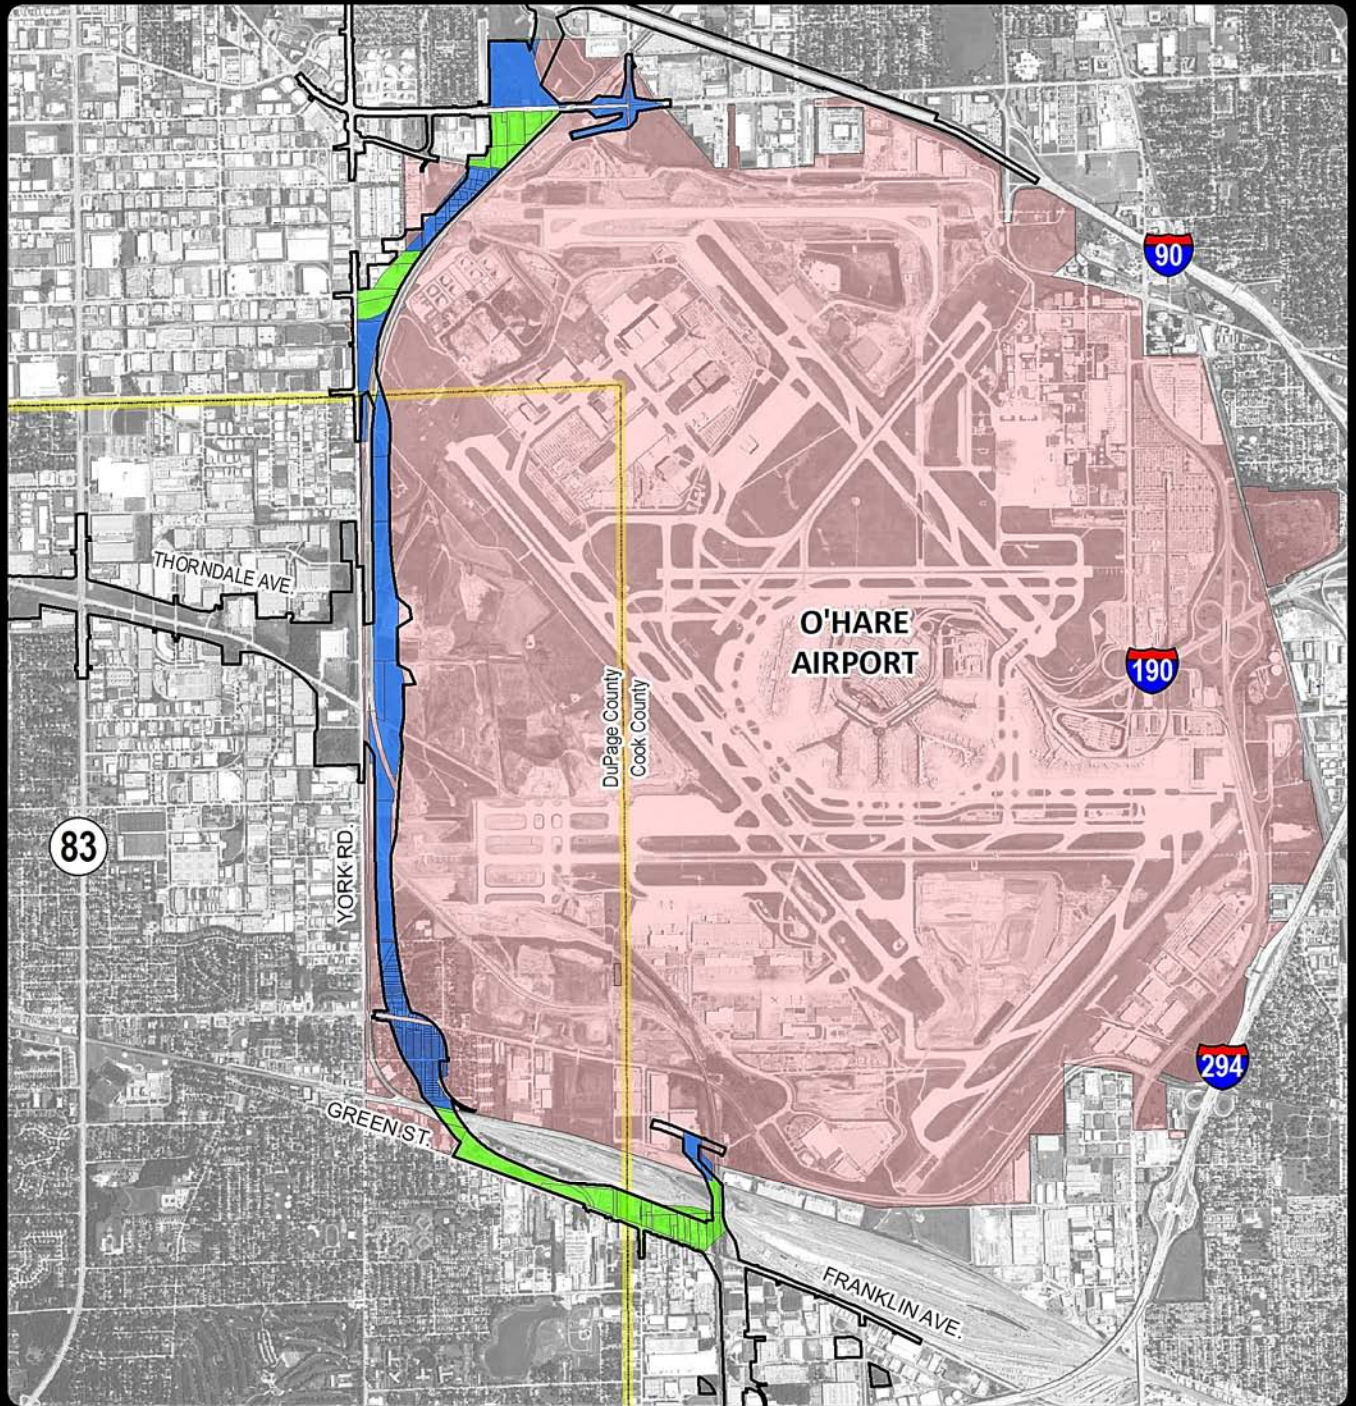 90
THORNDALE AVE.
O'HARE
AIRPORT
190
DuPage County
Cook County
83
YORK RD.
294
GREEN ST.
FRANKLIN AVE.